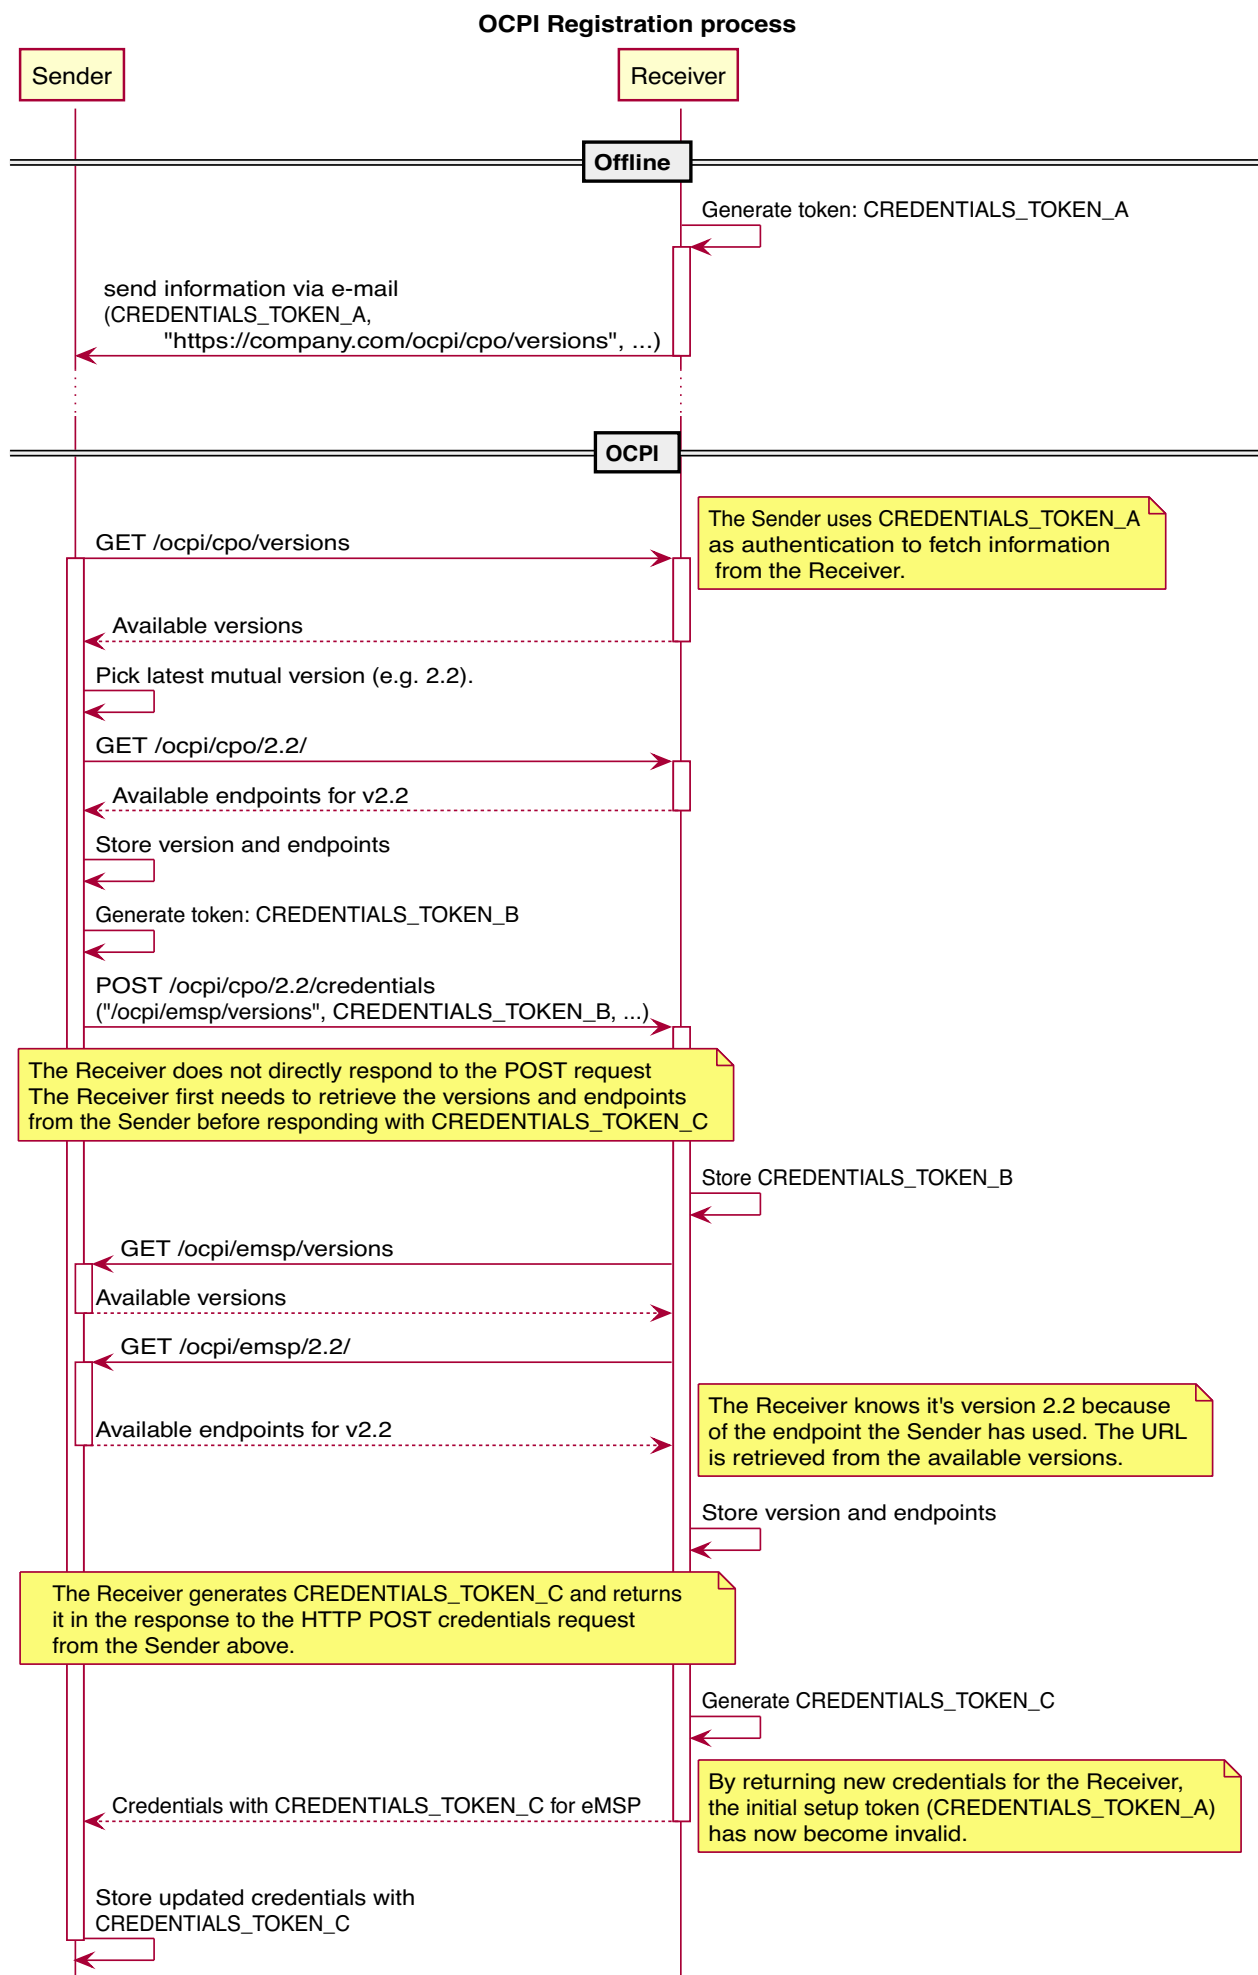 OCPI Registration process
Sender
Receiver
Offline
Generate token: CREDENTIALS_TOKEN_A
send information via e-mail
(CREDENTIALS_TOKEN_A,
"https://company.com/ocpi/cpo/versions", ...)
OCPI
The Sender uses CREDENTIALS_TOKEN_A
as authentication to fetch information
from the Receiver.
GET /ocpi/cpo/versions
Available versions
Pick latest mutual version (e.g. 2.2).
GET /ocpi/cpo/2.2/
Available endpoints for v2.2
Store version and endpoints
Generate token: CREDENTIALS_TOKEN_B
POST /ocpi/cpo/2.2/credentials
("/ocpi/emsp/versions", CREDENTIALS_TOKEN_B, ...)
The Receiver does not directly respond to the POST request
The Receiver first needs to retrieve the versions and endpoints
from the Sender before responding with CREDENTIALS_TOKEN_C
Store CREDENTIALS_TOKEN_B
GET /ocpi/emsp/versions
Available versions
GET /ocpi/emsp/2.2/
The Receiver knows it's version 2.2 because
of the endpoint the Sender has used. The URL
is retrieved from the available versions.
Available endpoints for v2.2
Store version and endpoints
The Receiver generates CREDENTIALS_TOKEN_C and returns
it in the response to the HTTP POST credentials request
from the Sender above.
Generate CREDENTIALS_TOKEN_C
By returning new credentials for the Receiver,
the initial setup token (CREDENTIALS_TOKEN_A)
has now become invalid.
Credentials with CREDENTIALS_TOKEN_C for eMSP
Store updated credentials with
CREDENTIALS_TOKEN_C